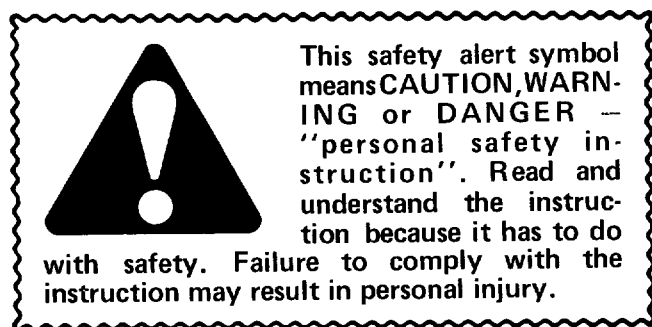 This safety alert symbol
means CAUTION, WARN-
ING or DANGER —
"personal safety in-
struction". Read and
understand the instruc-
tion because it has to do
with safety. Failure to comply with the
instruction may result in personal injury.